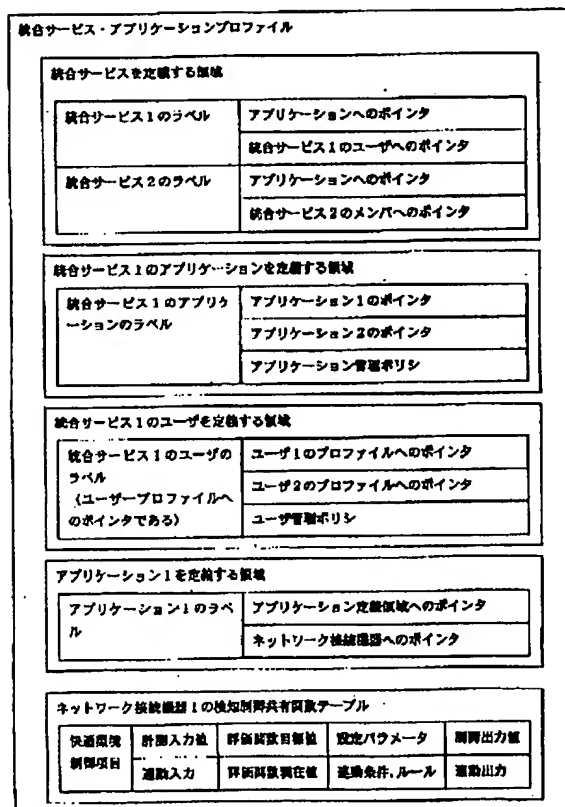 統合サービス・アプリケーションプロファイル
統合サービスを定義する領域
統合サービス1のラベル
アプリケーションへのポインタ
統合サービス1のユーザへのポインタ
統合サービス2のラベル
アプリケーションへのポインタ
統合サービス2のメンバへのポインタ
統合サービス1のアプリケーションを定義する領域
統合サービス1のアプリケ
ーションのラベル
アプリケーション1のポインタ
アプリケーション2のポインタ
アプリケーション管理ポリシ
統合サービス1のユーザを定義する領域
統合サービス1のユーザの
ラベル
(ユーザープロファイルへ
のポインタである)
ユーザ1のプロファイルへのポインタ
ユーザ2のプロファイルへのポインタ
ユーザ管理ポリシ
アプリケーション1を定義する領域
アプリケーション1のラベ
ル
アプリケーション定義領域へのポインタ
ネットワーク接続機器へのポインタ
ネットワーク接続機器1の検知制御共有関数テーブル
快適環境
制御項目
計測入力値
評価関数目標値
設定パラメータ
制御出力値
連動入力
評価関数現在値
連動条件,ルール
連動出力